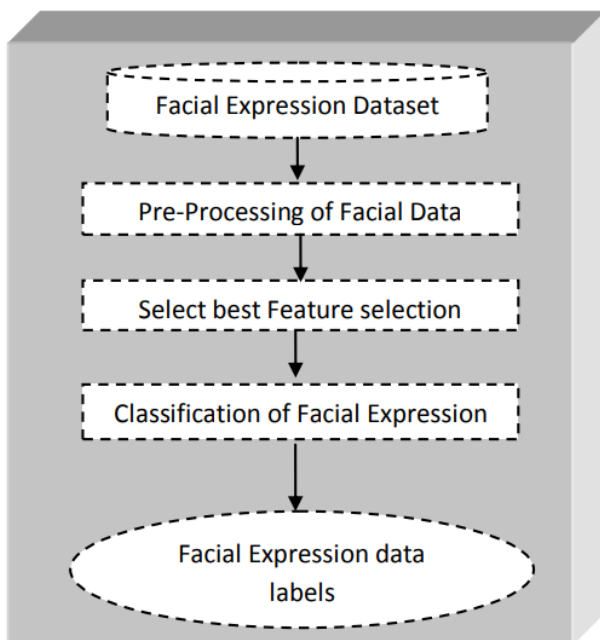 Facial Expression Dataset
Pre-Processing of Facial Data
Select best Feature selection
Classification of Facial Expression
Facial Expression data
labels